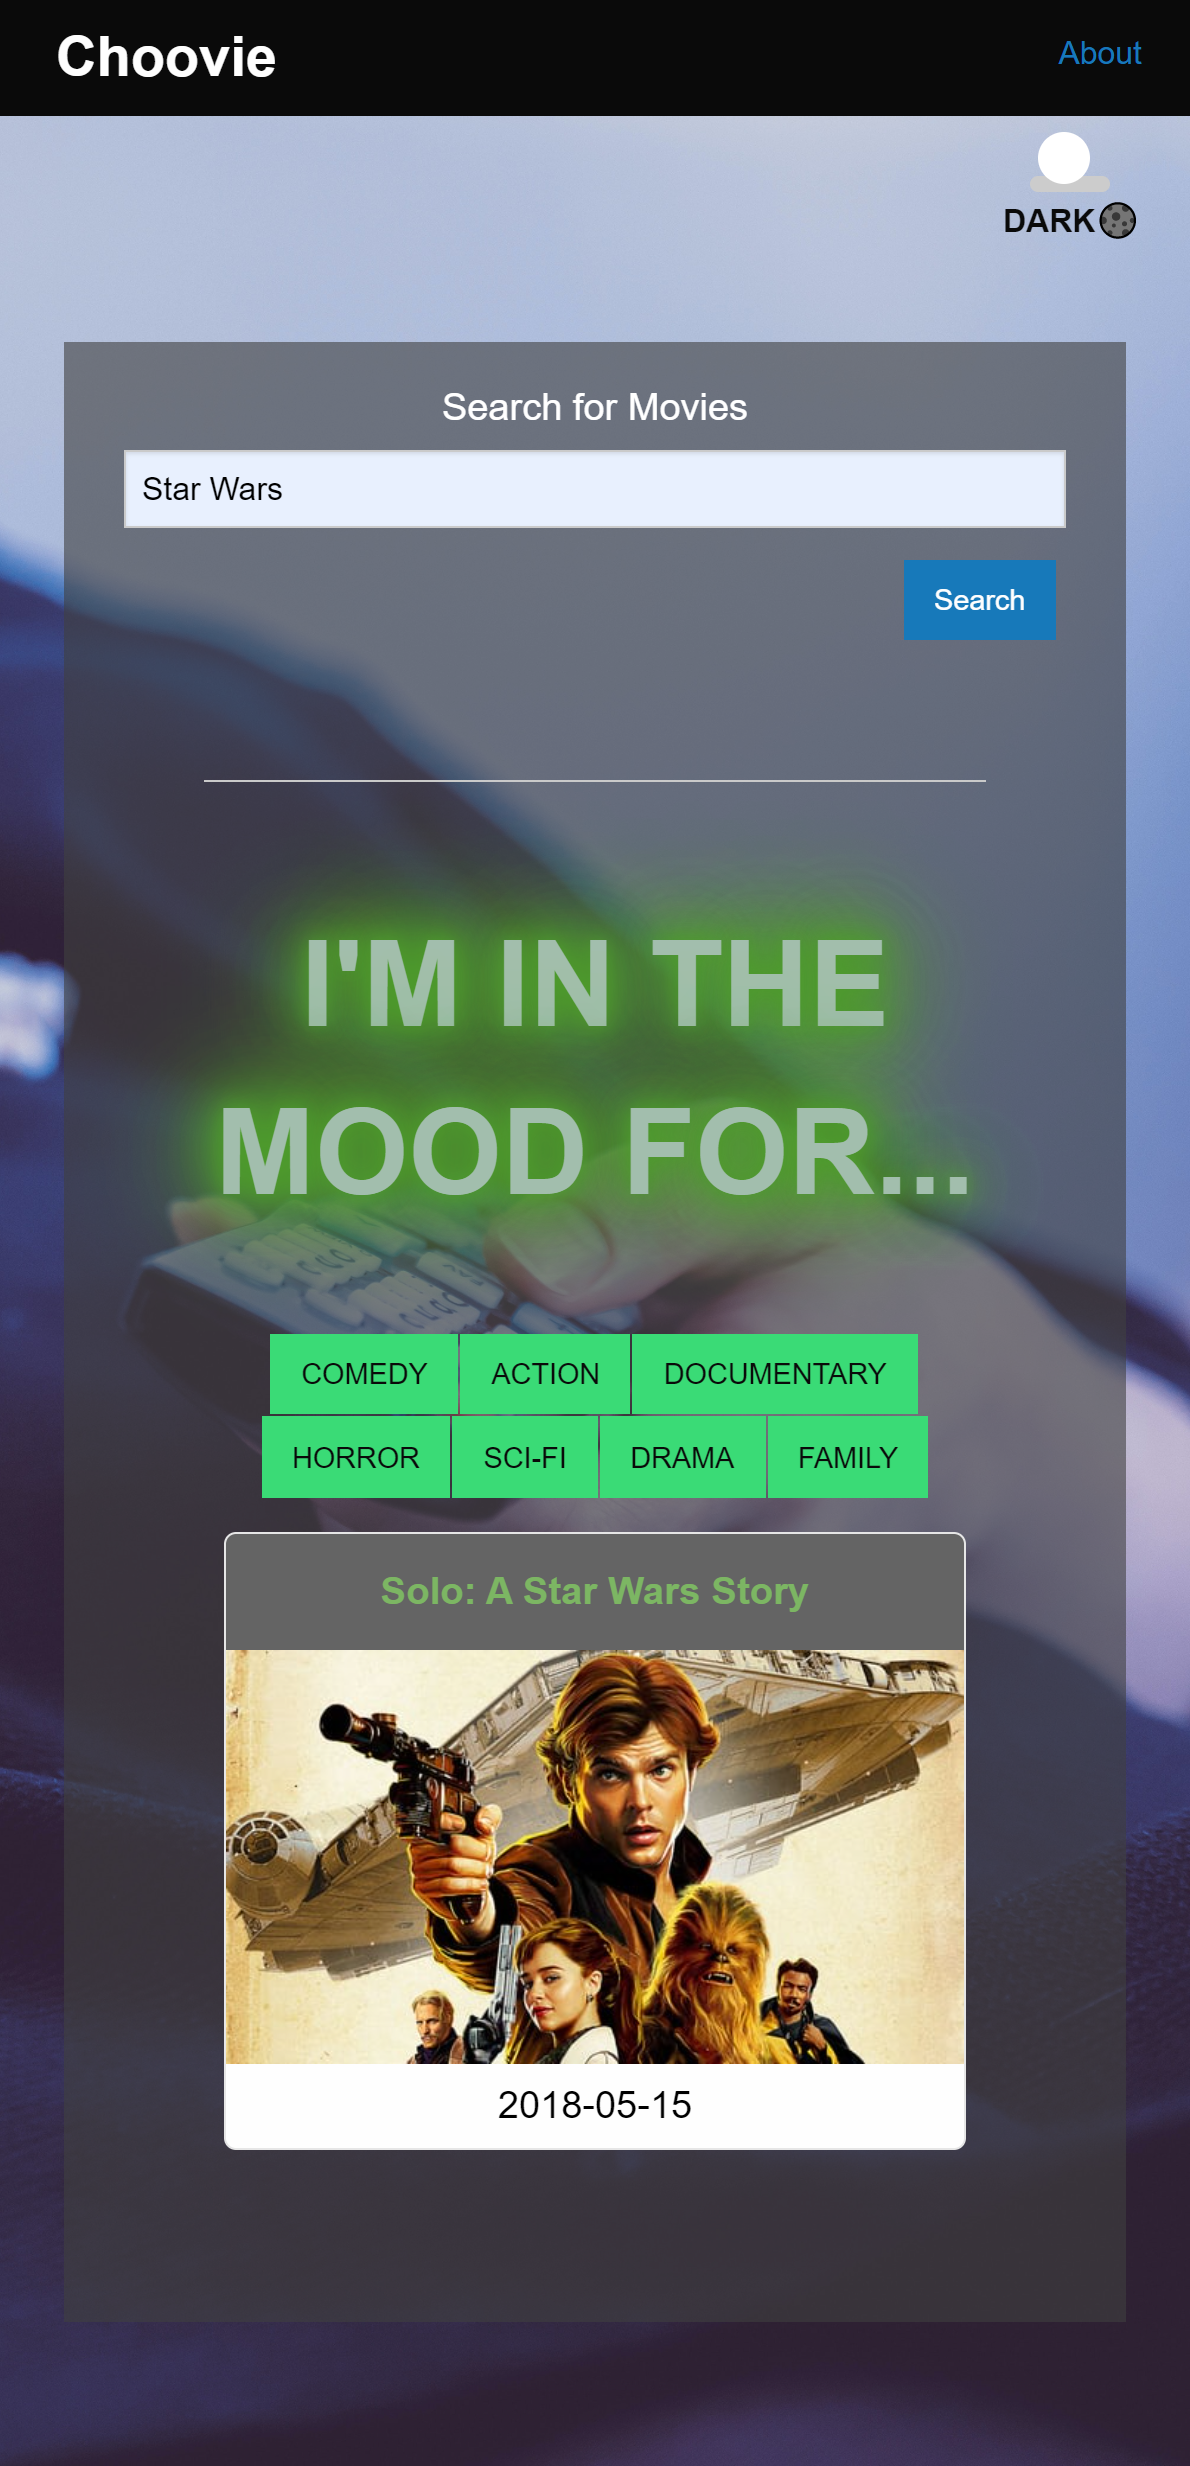 Choovie
About
DARK
Search for Movies
Star Wars
Search
I'M IN THE
MOOD FOR...
COMEDY
ACTION
DOCUMENTARY
HORROR
SCI-FI
DRAMA
FAMILY
Solo: A Star Wars Story
2018-05-15